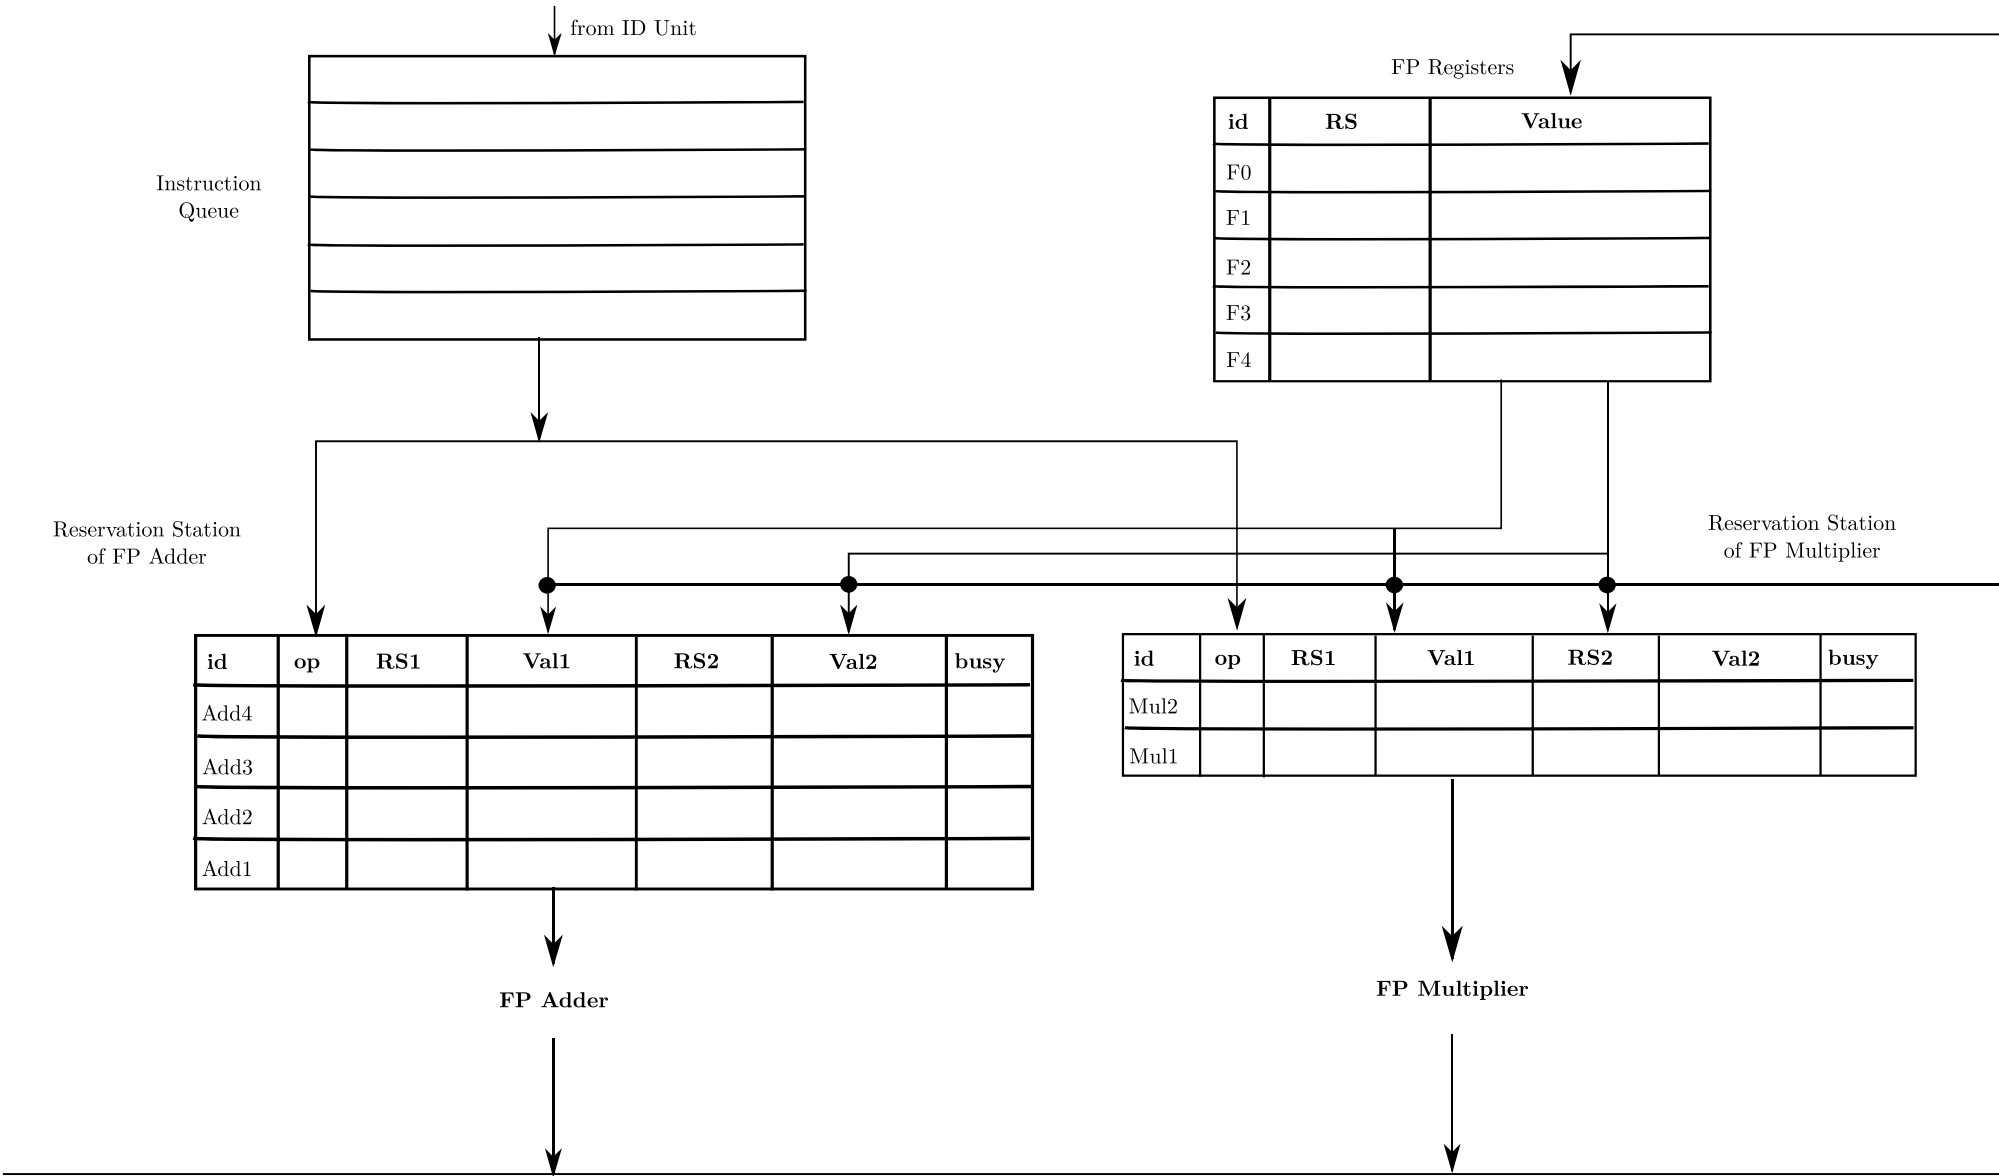 from ID Unit
FP Registers
id RS Value
F0
F1
F2
F3
F4
Instruction
Queue
Reservation Station
of FP Adder
Reservation Station
of FP Multiplier
id op RS1 Val1 RS2 Val2 busy
Add4
Add3
Add2
Add1
id op RS1 Val1 RS2 Val2 busy
Mul2
Mul1
FP Adder
FP Multiplier